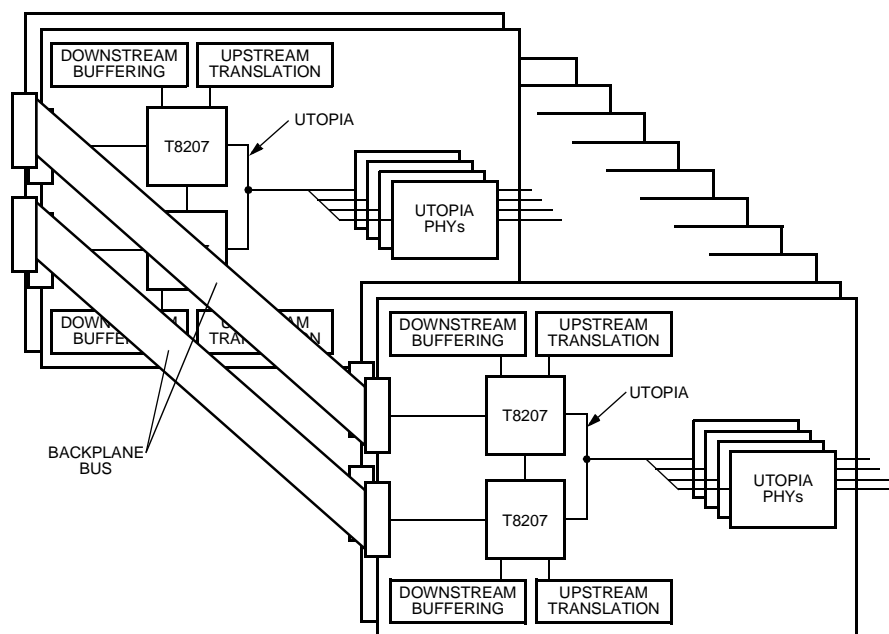 DOWNSTREAM
BUFFERING
UPSTREAM
TRANSLATION
UTOPIA
T8207
UTOPIA
PHYs
BACKPLANE
BUS
DOWNSTREAM
BUFFERING
UPSTREAM
TRANSLATION
T8207
UTOPIA
UTOPIA
PHYs
T8207
DOWNSTREAM
BUFFERING
UPSTREAM
TRANSLATION